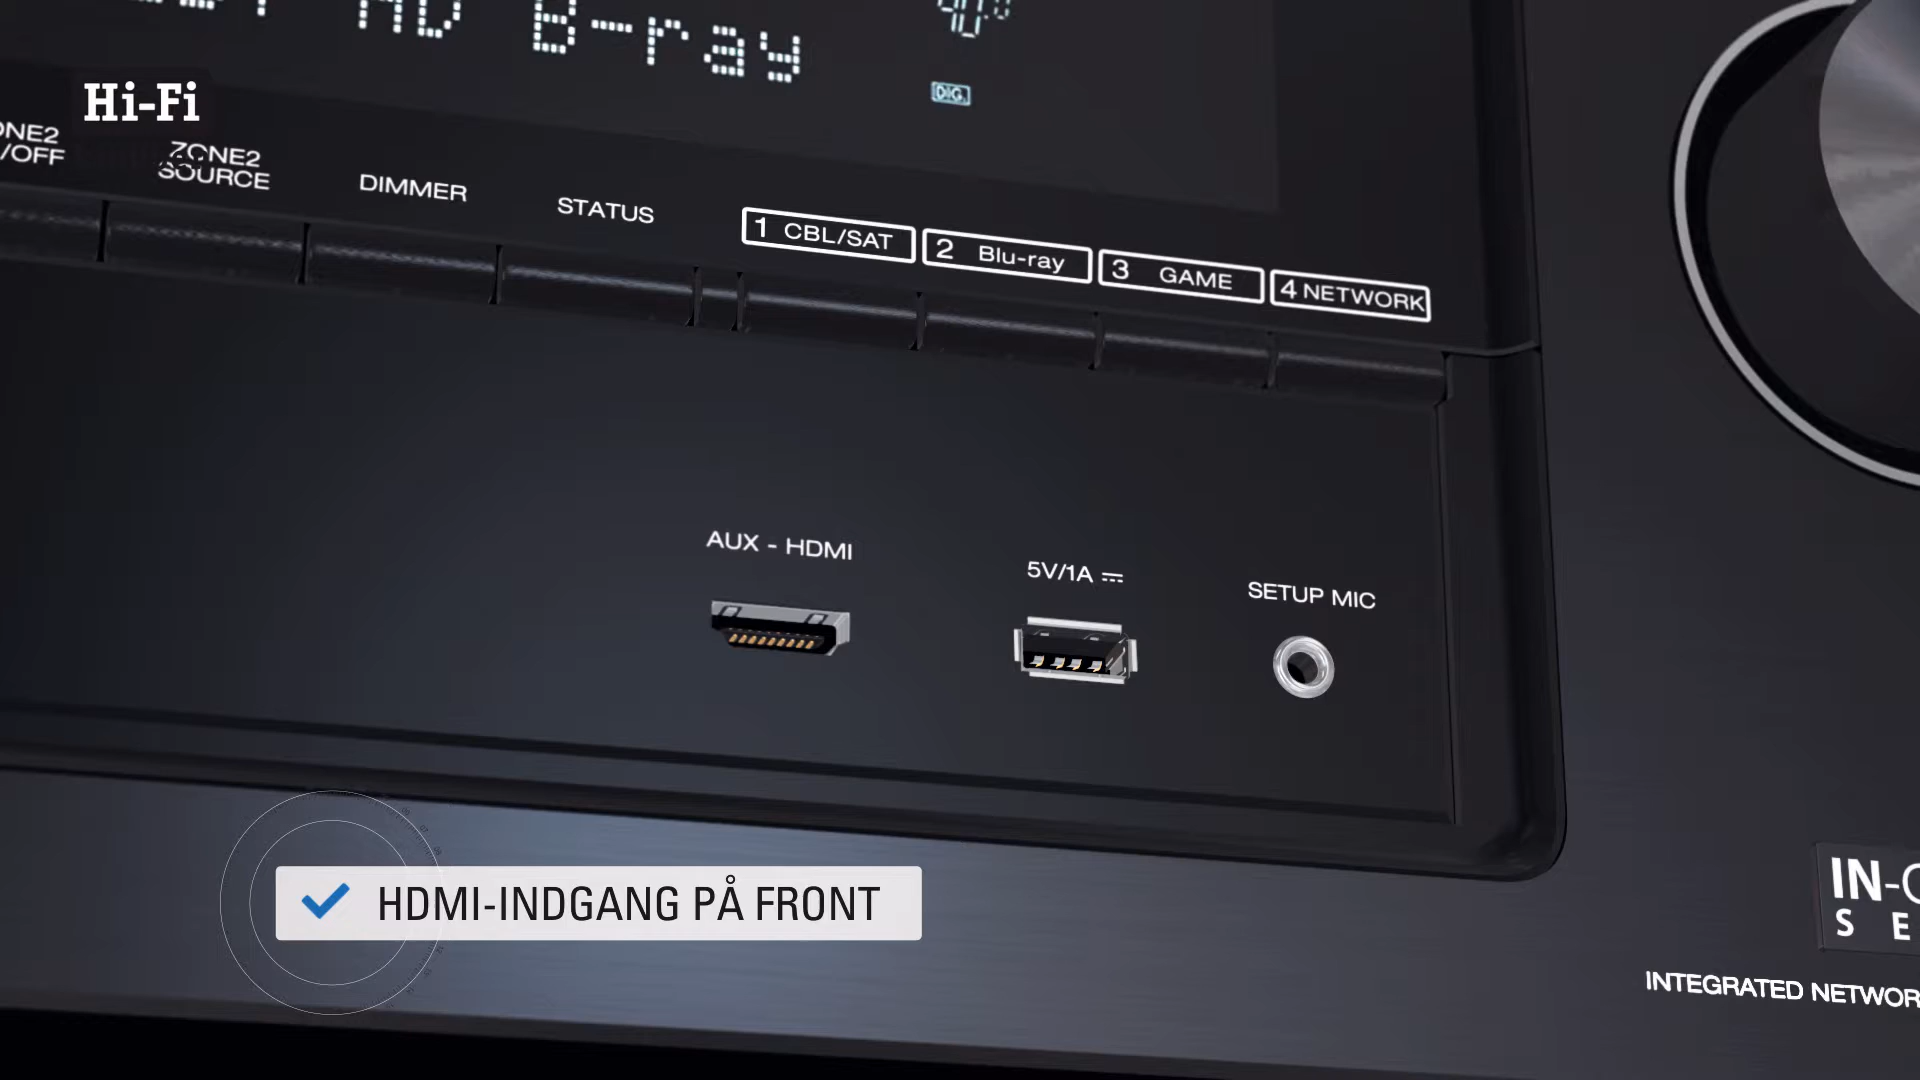 HD B-ray
DIG.
Hi-Fi
ZONE2
SOURCE
DIMMER
STATUS
1 CBL/SAT
2 Blu-ray
3 GAME
4 NETWORK
AUX - HDMI
5V/1A
SETUP MIC
HDMI-INDGANG PÅ FRONT
INTEGRATED